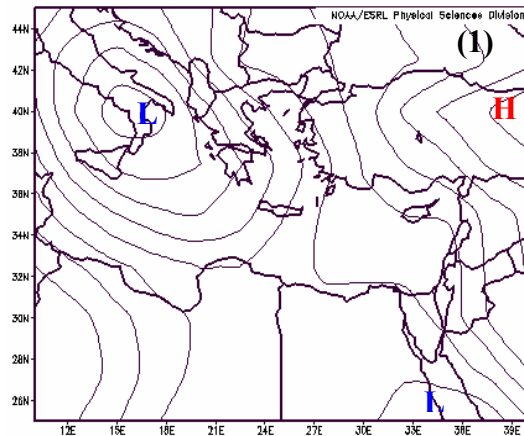 NOAA/ESRL Physical Sciences Division
(1)
44N
42N
L
H
40N
38N
36N
34N
32N
30N
28N
L
26N
12E 15E 18E 21E 24E 27E 30E 33E 36E 39E